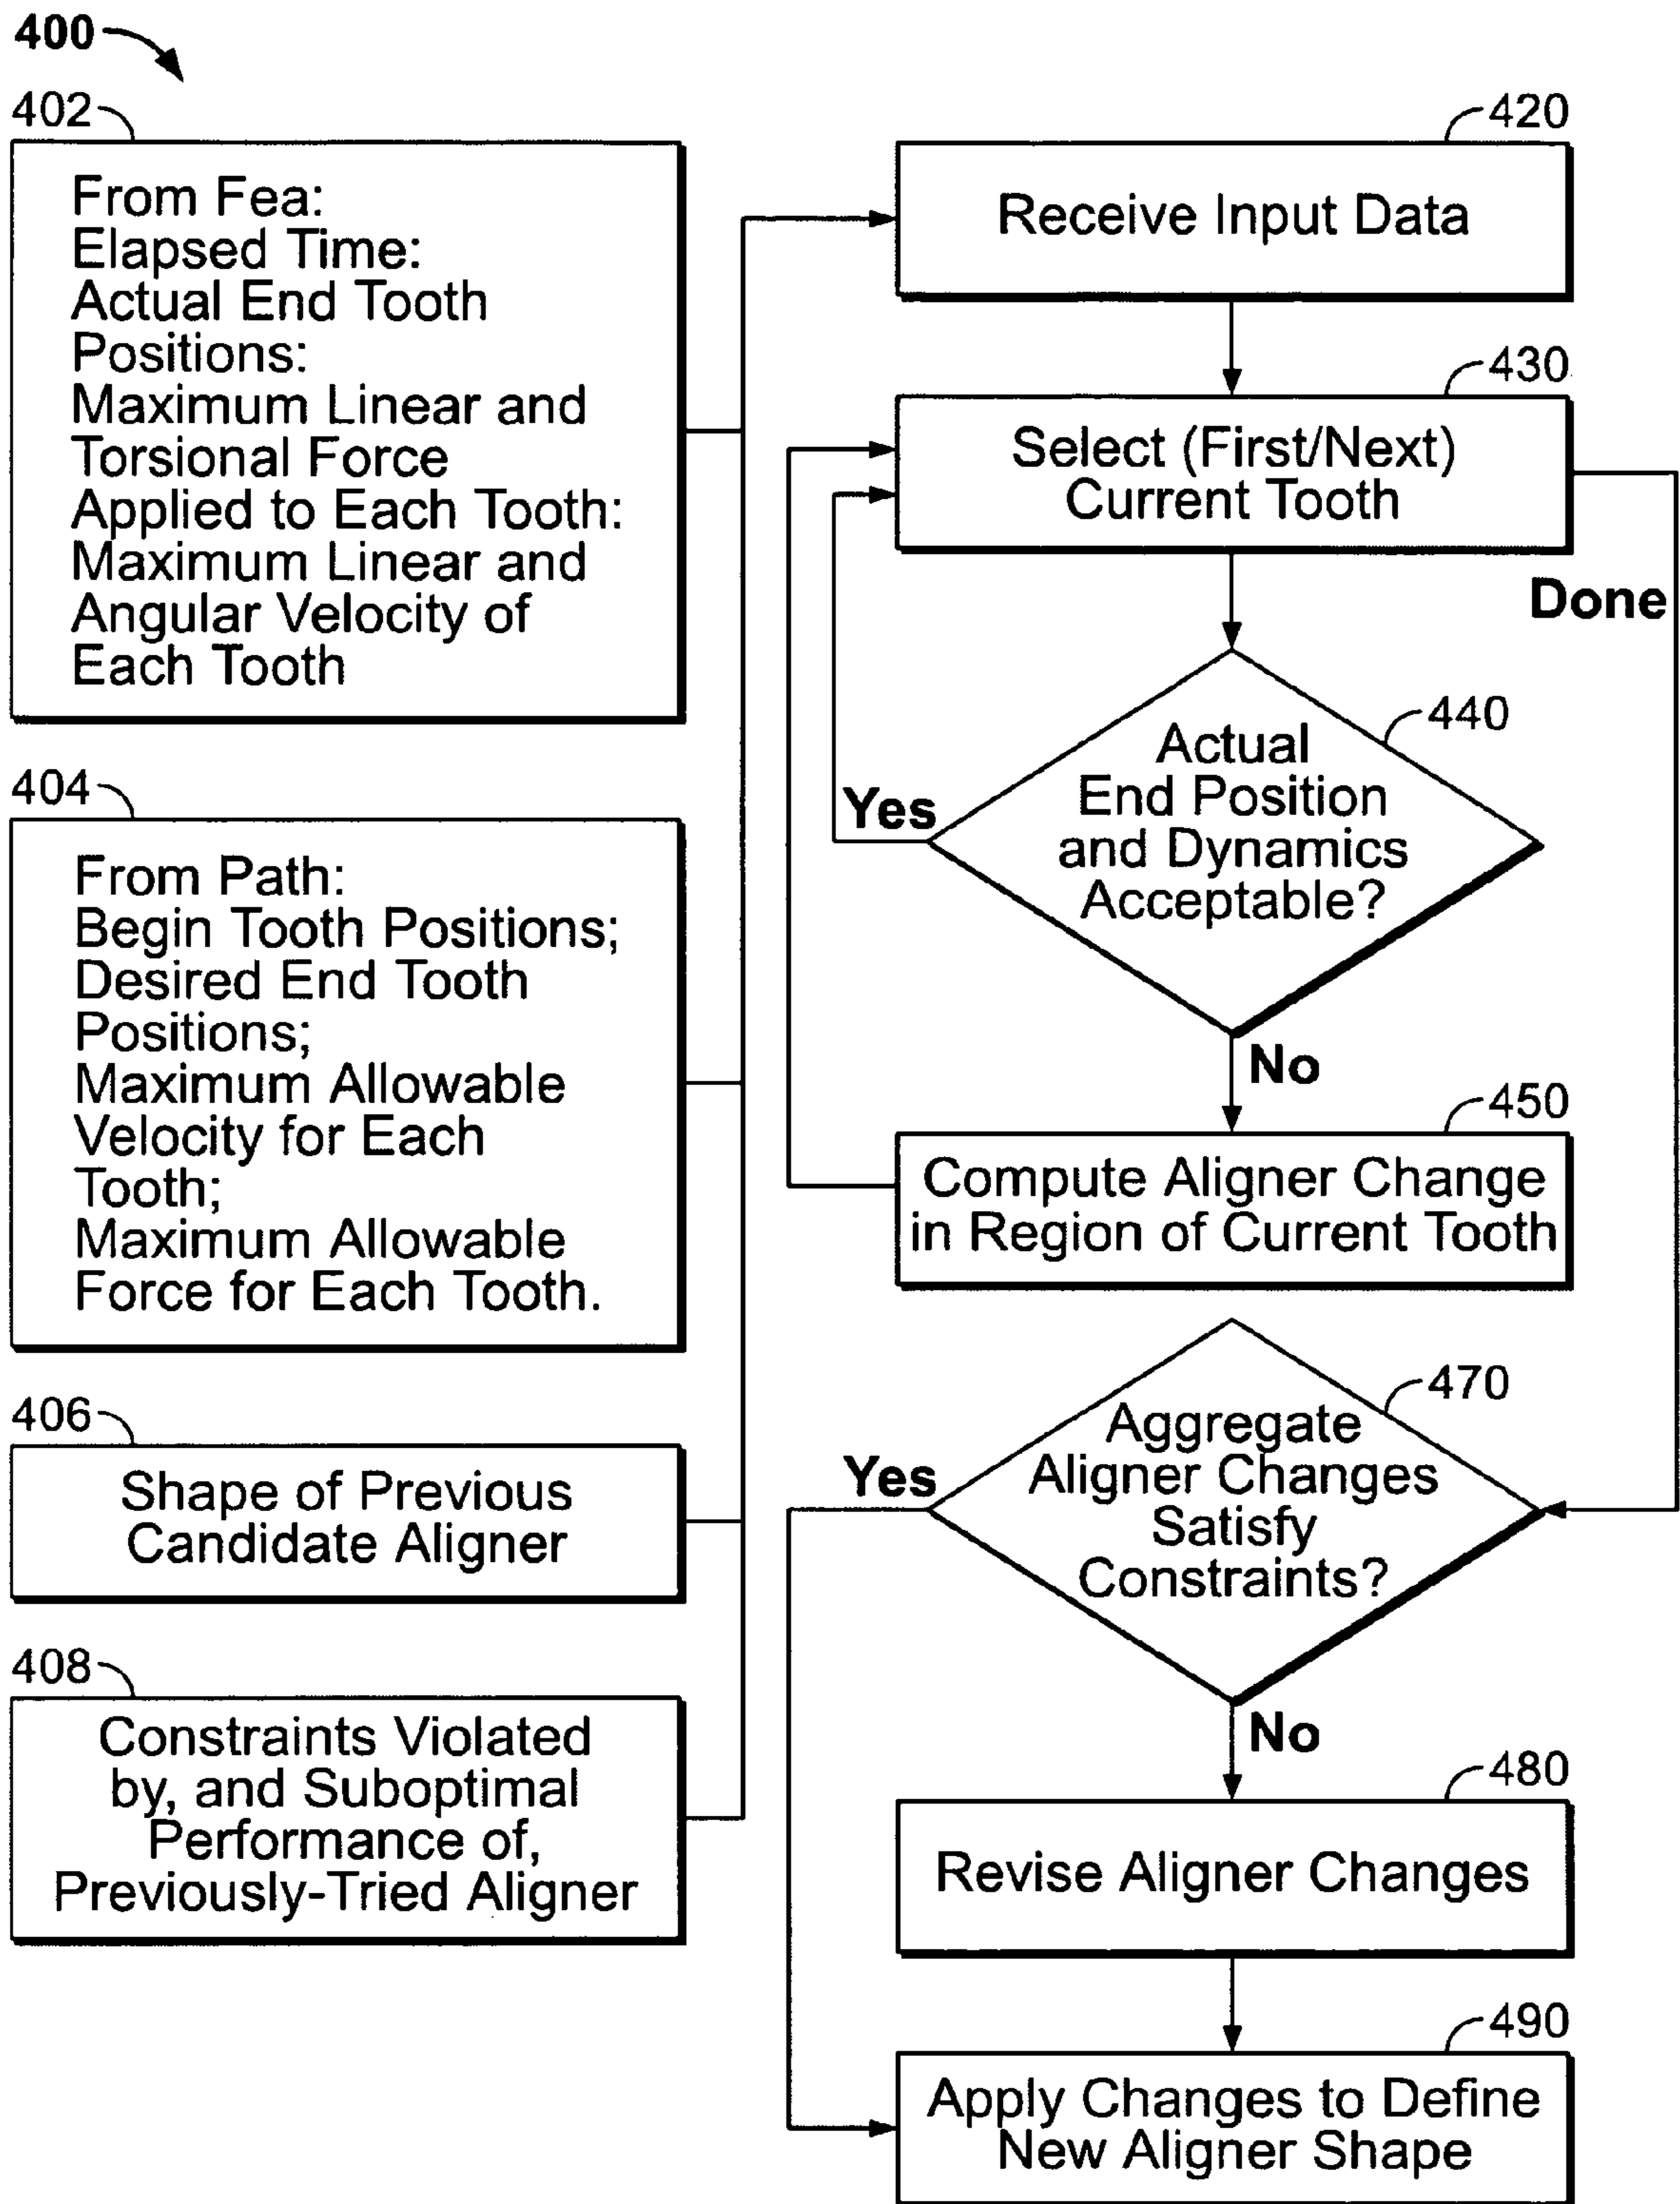 400
402
From Fea:
Elapsed Time:
Actual End Tooth
Positions:
Maximum Linear and
Torsional Force
Applied to Each Tooth:
Maximum Linear and
Angular Velocity of
Each Tooth
404
From Path:
Begin Tooth Positions;
Desired End Tooth
Positions;
Maximum Allowable
Velocity for Each
Tooth;
Maximum Allowable
Force for Each Tooth.
406
Shape of Previous
Candidate Aligner
408
Constraints Violated
by, and Suboptimal
Performance of,
Previously-Tried Aligner
420
Receive Input Data
430
Select (First/Next)
Current Tooth
Done
440
Actual
End Position
and Dynamics
Acceptable?
Yes
No
450
Compute Aligner Change
in Region of Current Tooth
470
Aggregate
Aligner Changes
Satisfy
Constraints?
Yes
No
480
Revise Aligner Changes
490
Apply Changes to Define
New Aligner Shape